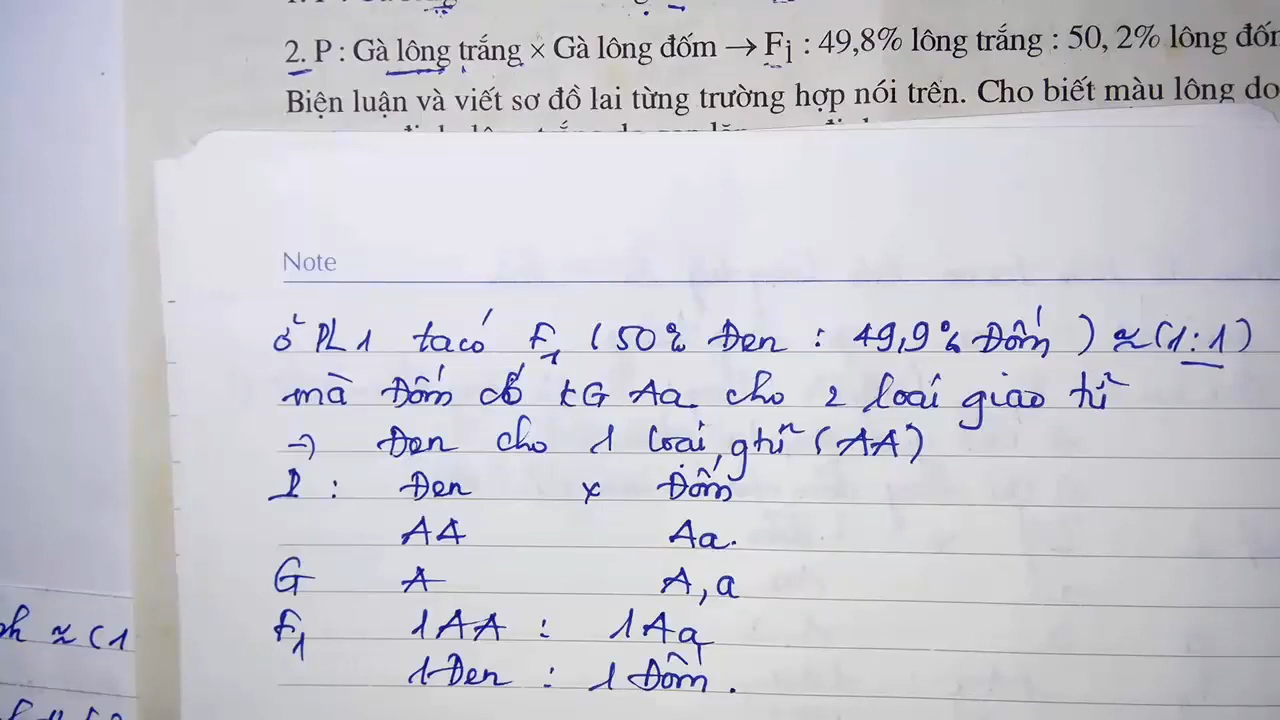 2. P : Gà lông trắng × Gà lông đốm → F₁ : 49,8% lông trắng : 50, 2% lông đốm
Biện luận và viết sơ đồ lai từng trường hợp nói trên. Cho biết màu lông do
Note
ở PL 1 ta có F₁ (50% Đen : 49,9% Đốm) ≈ (1:1)
mà Đốm có KG Aa cho 2 loại giao tử
→ Đen cho 1 loại gtử (AA)
P : Đen × Đốm
AA Aa.
G A A, a
F₁ 1AA : 1Aa
1 Đen : 1 Đốm.
≈ (1